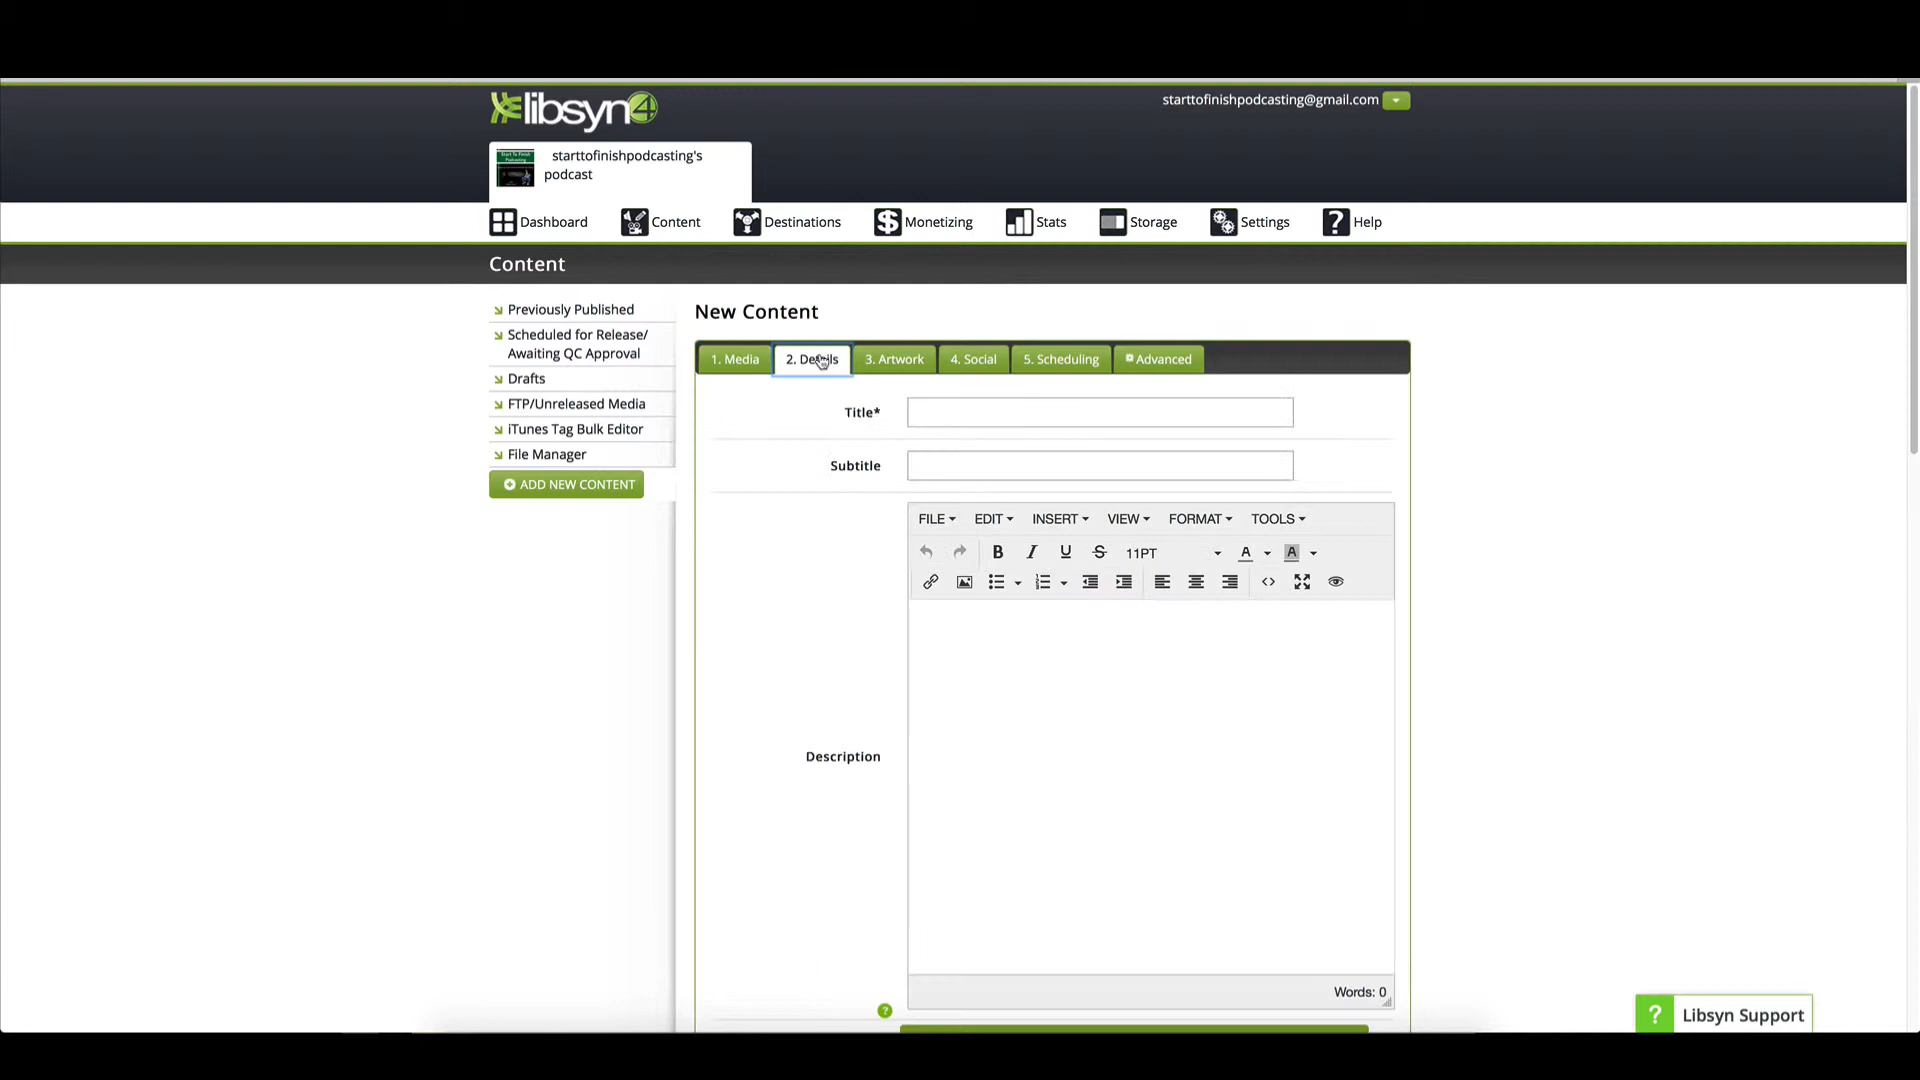 libsyn4
starttofinishpodcasting@gmail.com
starttofinishpodcasting's
podcast
Dashboard
Content
Destinations
Monetizing
Stats
Storage
Settings
? Help
Content
Previously Published
Scheduled for Release/
Awaiting QC Approval
Drafts
FTP/Unreleased Media
iTunes Tag Bulk Editor
File Manager
ADD NEW CONTENT
New Content
1. Media
2. Details
3. Artwork
4. Social
5. Scheduling
Advanced
Title*
Subtitle
FILE
EDIT
INSERT
VIEW
FORMAT
TOOLS
B I U S 11PT A A
Description
Words: 0
?
? Libsyn Support